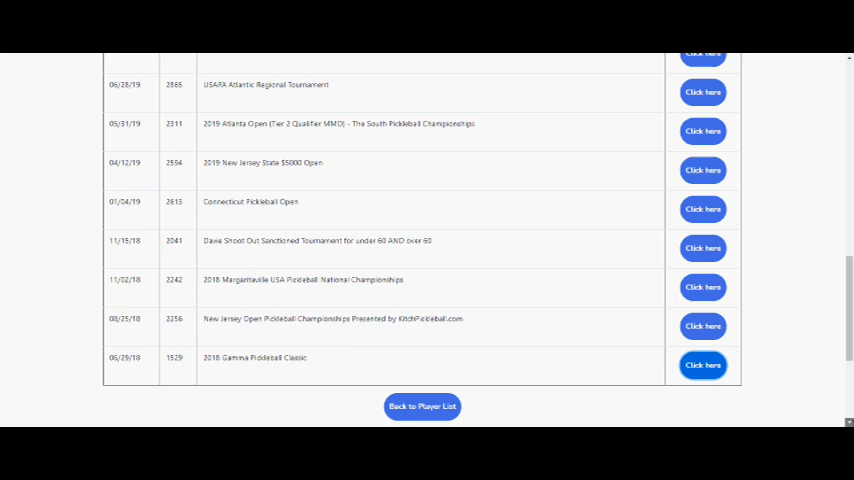 Click here
06/28/19 2865 USAPA Atlantic Regional Tournament Click here
05/31/19 2311 2019 Atlanta Open (Tier 2 Qualifier MMO) - The South Pickleball Championships Click here
04/12/19 2594 2019 New Jersey State $5000 Open Click here
01/04/19 2613 Connecticut Pickleball Open Click here
11/15/18 2041 Davie Shoot Out Sanctioned Tournament for under 60 AND over 60 Click here
11/02/18 2242 2018 Margaritaville USA Pickleball National Championships Click here
08/25/18 2256 New Jersey Open Pickleball Championships Presented by KitchPickleball.com Click here
06/29/18 1529 2018 Gamma Pickleball Classic Click here
Back to Player List